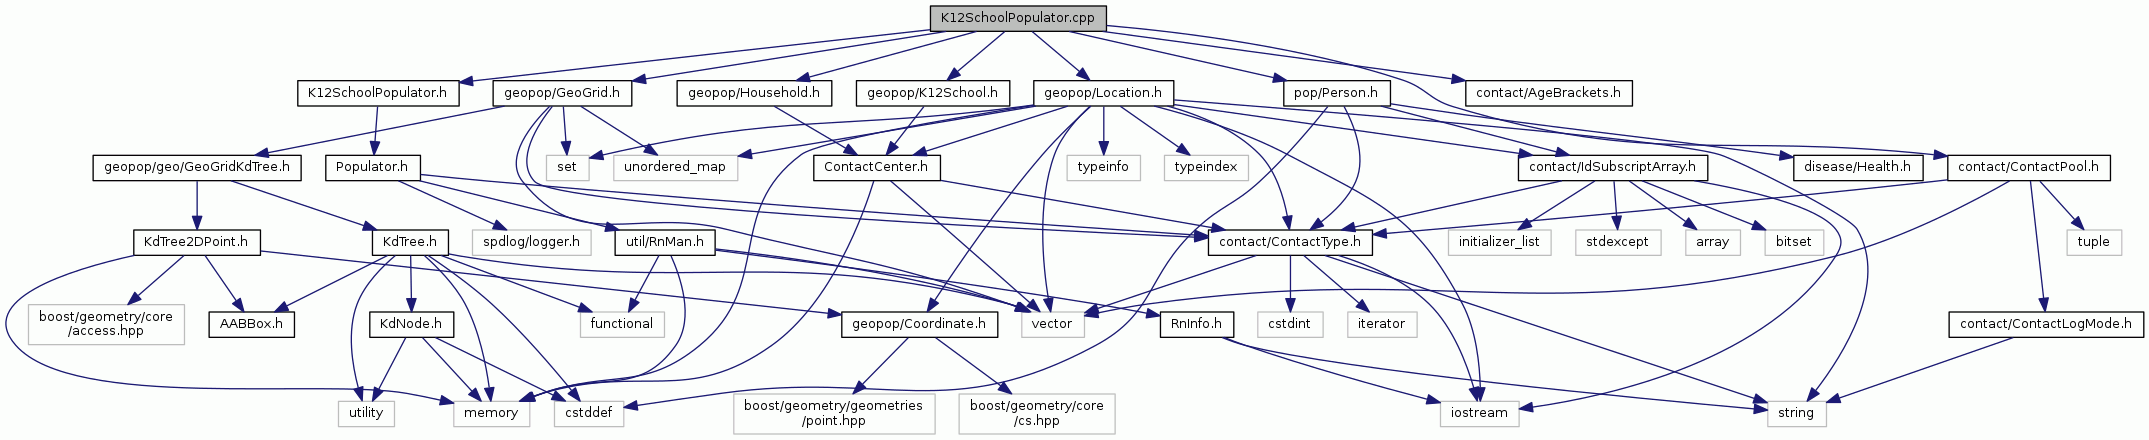 K12SchoolPopulator.cpp
K12SchoolPopulator.h
geopop/GeoGrid.h
geopop/Household.h
geopop/K12School.h
geopop/Location.h
pop/Person.h
contact/AgeBrackets.h
geopop/geo/GeoGridKdTree.h
Populator.h
set
unordered_map
ContactCenter.h
typeinfo
typeindex
contact/IdSubscriptArray.h
disease/Health.h
contact/ContactPool.h
KdTree2DPoint.h
KdTree.h
spdlog/logger.h
util/RnMan.h
contact/ContactType.h
initializer_list
stdexcept
array
bitset
tuple
boost/geometry/core
/access.hpp
AABBox.h
KdNode.h
functional
geopop/Coordinate.h
vector
RnInfo.h
cstdint
iterator
contact/ContactLogMode.h
utility
memory
cstddef
boost/geometry/geometries
/point.hpp
boost/geometry/core
/cs.hpp
iostream
string